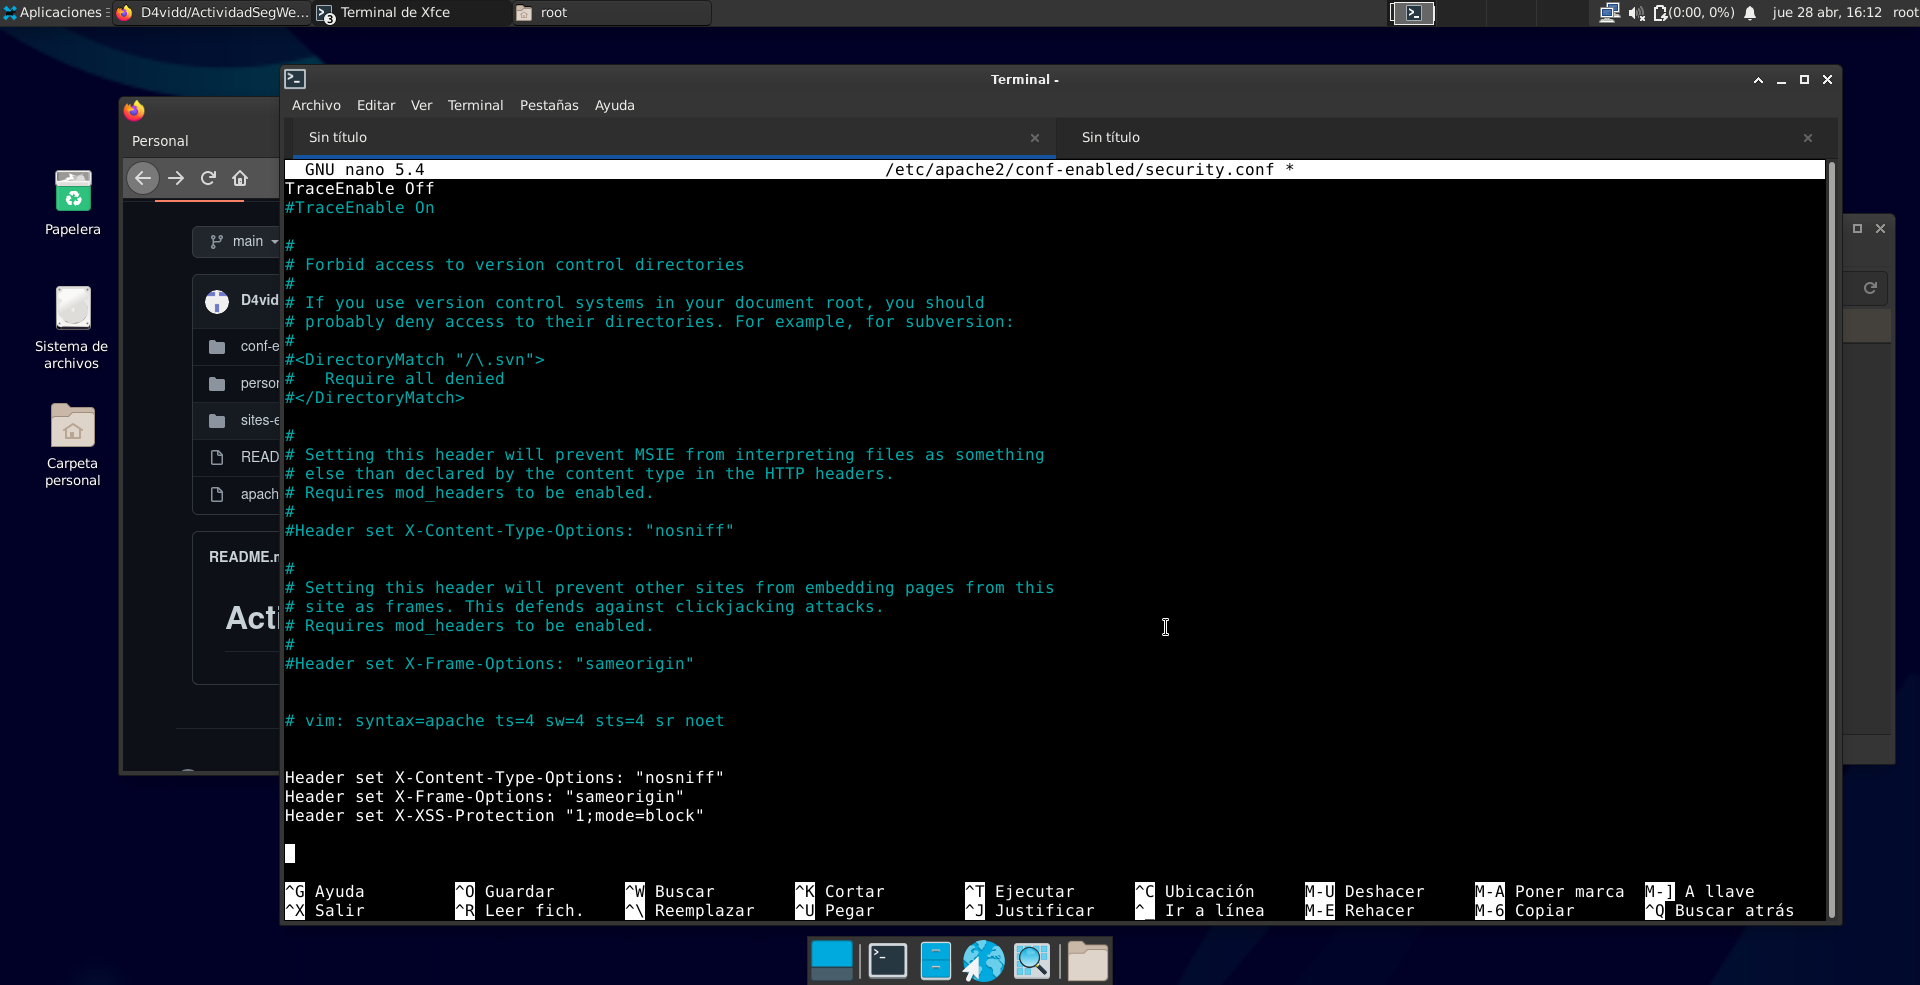 Aplicaciones
D4vidd/ActividadSegWe...
Terminal de Xfce
3
root
(0:00, 0%)
jue 28 abr, 16:12
root
Papelera
Sistema de
archivos
Carpeta
personal
Personal
main
D4vid
conf-e
person
sites-e
READ
apach
README.m
Acti
Terminal -
Archivo Editar Ver Terminal Pestañas Ayuda
Sin título
Sin título
GNU nano 5.4 /etc/apache2/conf-enabled/security.conf *
TraceEnable Off
#TraceEnable On
#
# Forbid access to version control directories
#
# If you use version control systems in your document root, you should
# probably deny access to their directories. For example, for subversion:
#
#<DirectoryMatch "/\.svn">
#   Require all denied
#</DirectoryMatch>
#
# Setting this header will prevent MSIE from interpreting files as something
# else than declared by the content type in the HTTP headers.
# Requires mod_headers to be enabled.
#
#Header set X-Content-Type-Options: "nosniff"
#
# Setting this header will prevent other sites from embedding pages from this
# site as frames. This defends against clickjacking attacks.
# Requires mod_headers to be enabled.
#
#Header set X-Frame-Options: "sameorigin"
# vim: syntax=apache ts=4 sw=4 sts=4 sr noet
Header set X-Content-Type-Options: "nosniff"
Header set X-Frame-Options: "sameorigin"
Header set X-XSS-Protection "1;mode=block"
^G Ayuda ^O Guardar ^W Buscar ^K Cortar ^T Ejecutar ^C Ubicación M-U Deshacer M-A Poner marca M-] A llave
^X Salir ^R Leer fich. ^\ Reemplazar ^U Pegar ^J Justificar ^_ Ir a línea M-E Rehacer M-6 Copiar ^Q Buscar atrás